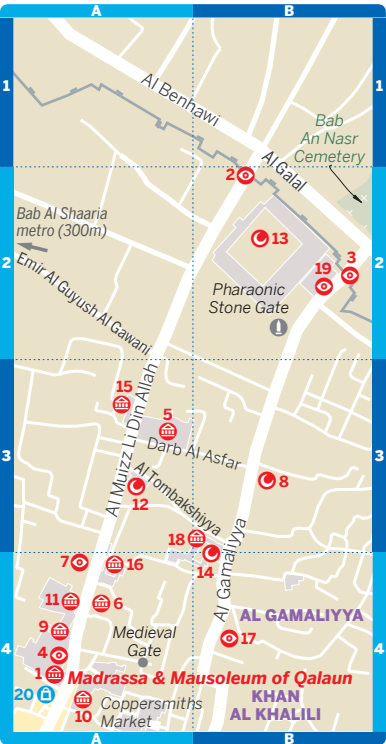 A
B
1
1
Al Benhawi
Bab
An Nasr
Cemetery
Al Galal
2
Bab Al Shaaria
metro (300m)
13
2
2
3
19
Emir Al Guyush Al Gawani
Pharaonic
Stone Gate
15
Al Muizz Li Din Allah
5
Darb Al Asfar
3
3
Al Tombakshiyya
8
12
18
14
Al Gamaliyya
7
16
11
6
AL GAMALIYYA
9
Medieval
Gate
17
4
4
4
1
Madrassa & Mausoleum of Qalaun
20
KHAN
AL KHALILI
10
Coppersmiths
Market
A
B